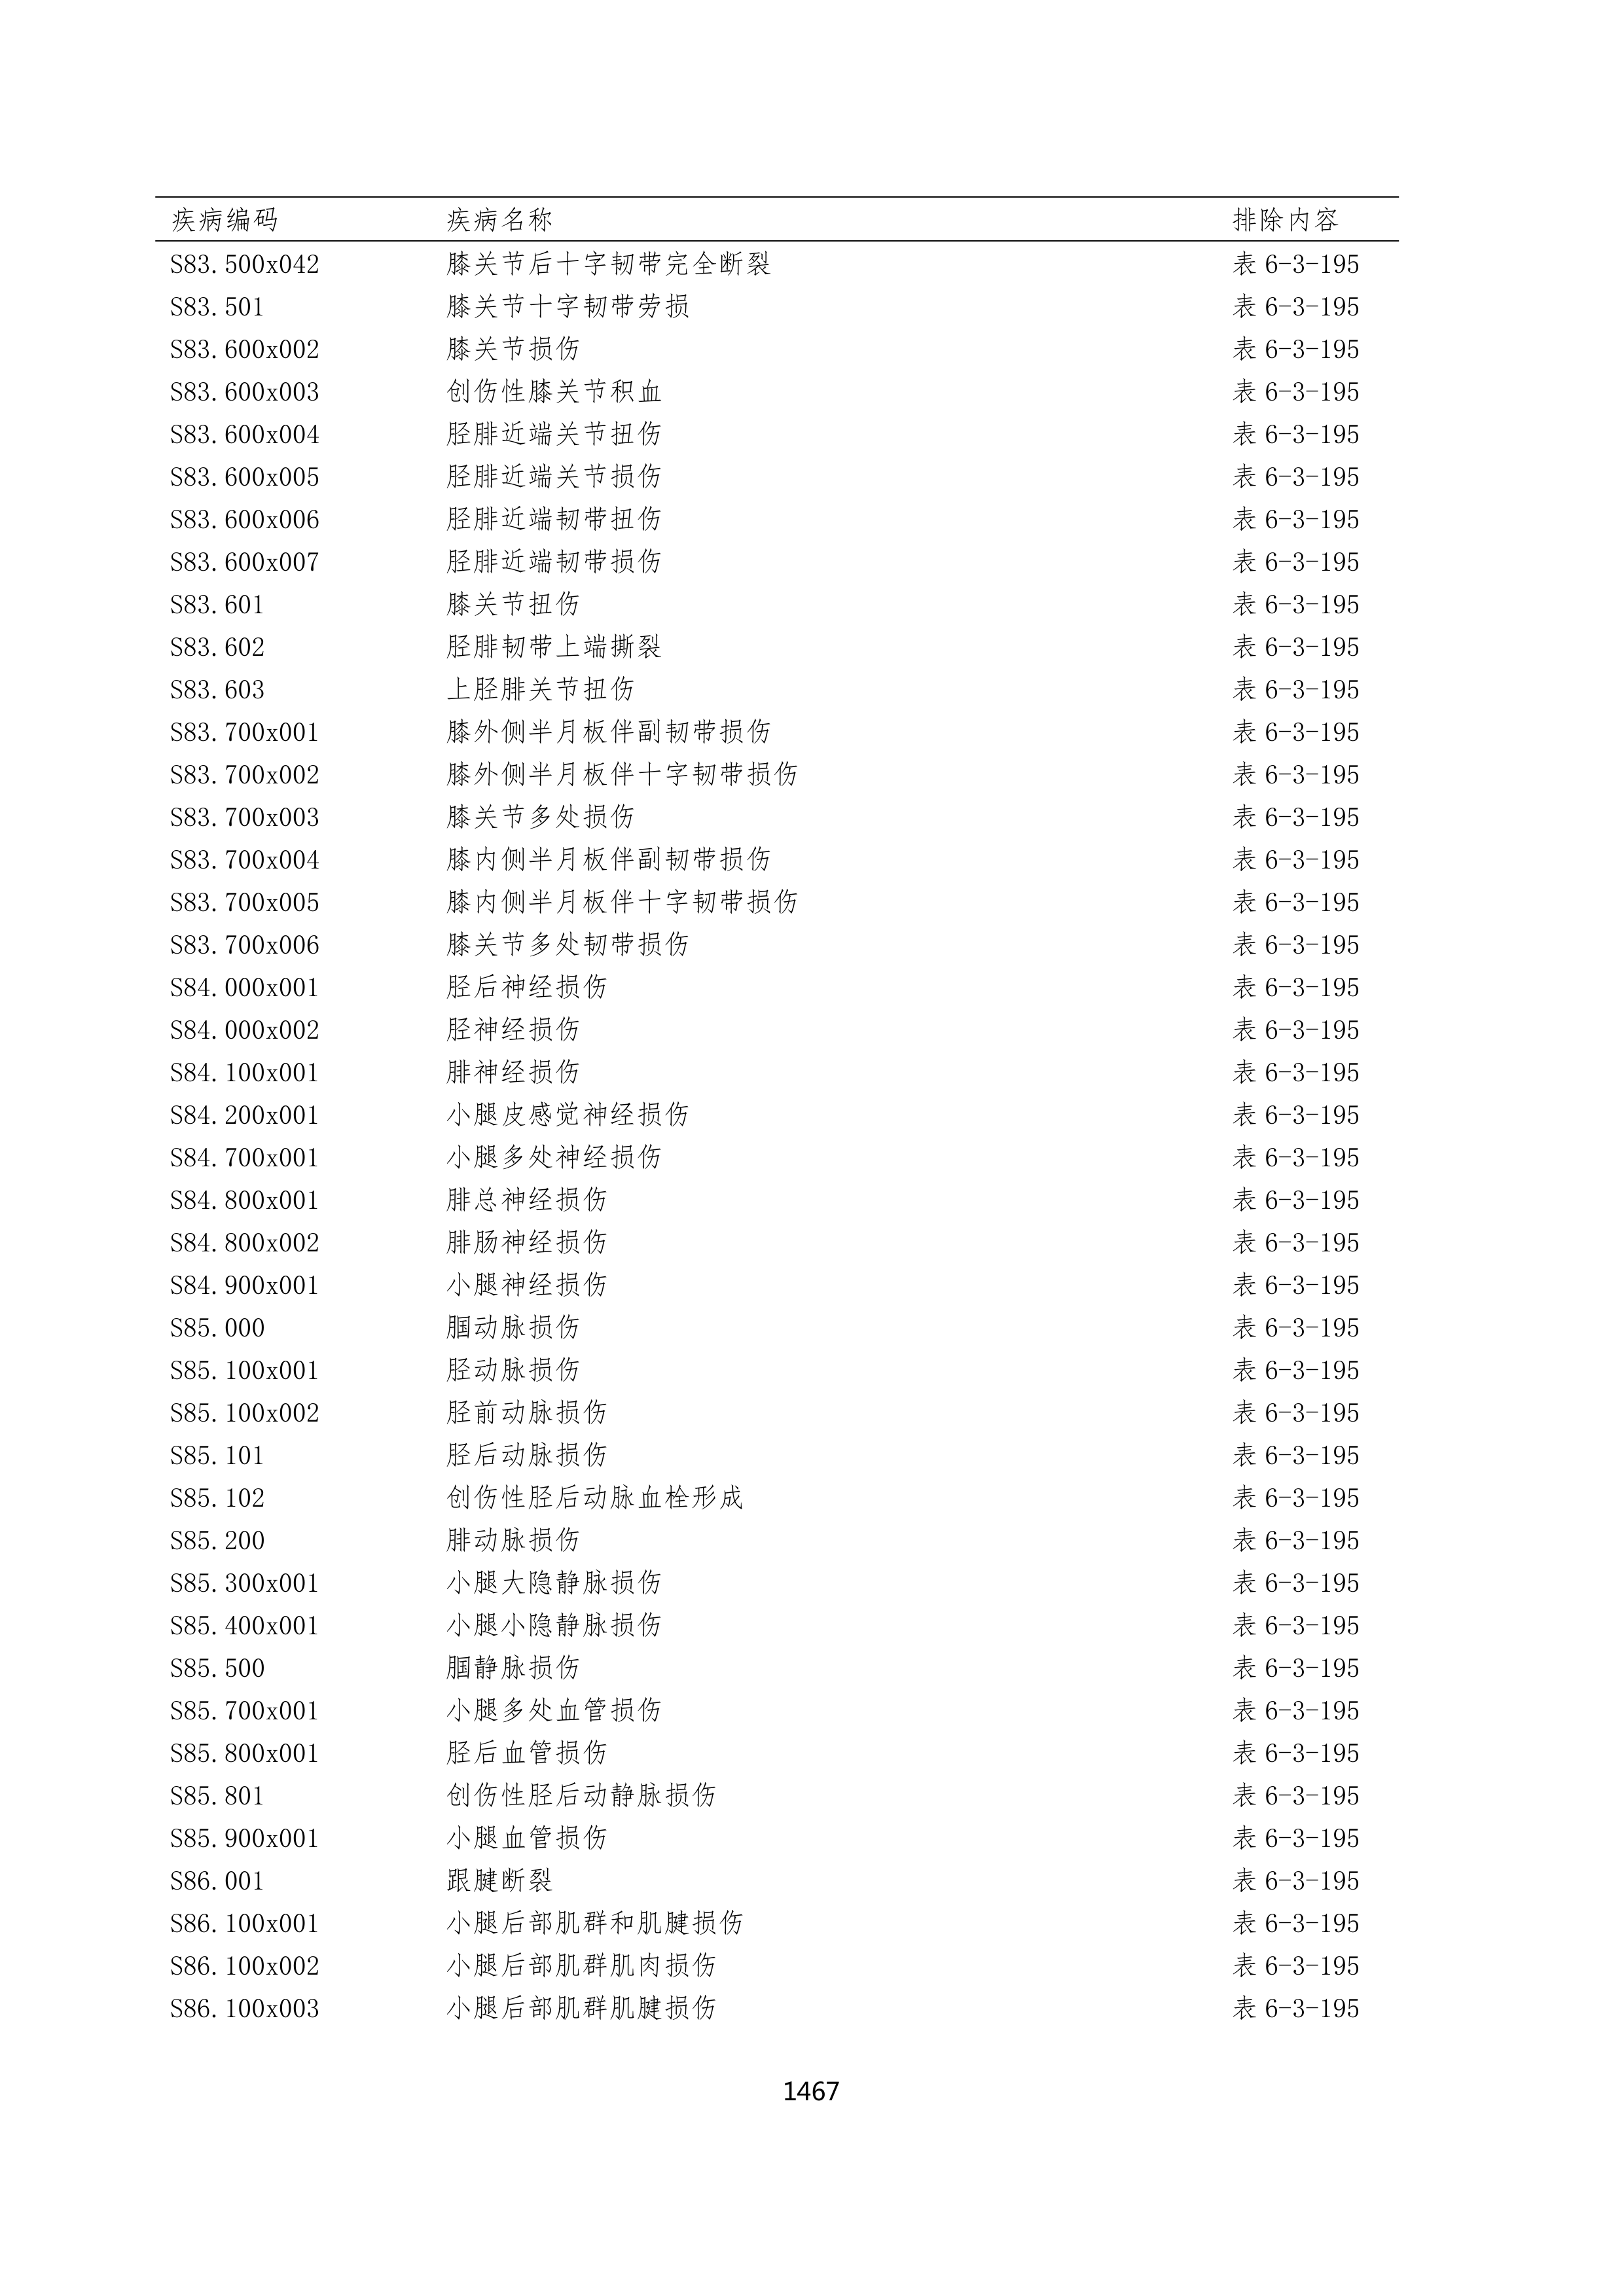 疾病编码 疾病名称 排除内容
S83.500x042 膝关节后十字韧带完全断裂 表 6-3-195
S83.501 膝关节十字韧带劳损 表 6-3-195
S83.600x002 膝关节损伤 表 6-3-195
S83.600x003 创伤性膝关节积血 表 6-3-195
S83.600x004 胫腓近端关节扭伤 表 6-3-195
S83.600x005 胫腓近端关节损伤 表 6-3-195
S83.600x006 胫腓近端韧带扭伤 表 6-3-195
S83.600x007 胫腓近端韧带损伤 表 6-3-195
S83.601 膝关节扭伤 表 6-3-195
S83.602 胫腓韧带上端撕裂 表 6-3-195
S83.603 上胫腓关节扭伤 表 6-3-195
S83.700x001 膝外侧半月板伴副韧带损伤 表 6-3-195
S83.700x002 膝外侧半月板伴十字韧带损伤 表 6-3-195
S83.700x003 膝关节多处损伤 表 6-3-195
S83.700x004 膝内侧半月板伴副韧带损伤 表 6-3-195
S83.700x005 膝内侧半月板伴十字韧带损伤 表 6-3-195
S83.700x006 膝关节多处韧带损伤 表 6-3-195
S84.000x001 胫后神经损伤 表 6-3-195
S84.000x002 胫神经损伤 表 6-3-195
S84.100x001 腓神经损伤 表 6-3-195
S84.200x001 小腿皮感觉神经损伤 表 6-3-195
S84.700x001 小腿多处神经损伤 表 6-3-195
S84.800x001 腓总神经损伤 表 6-3-195
S84.800x002 腓肠神经损伤 表 6-3-195
S84.900x001 小腿神经损伤 表 6-3-195
S85.000 腘动脉损伤 表 6-3-195
S85.100x001 胫动脉损伤 表 6-3-195
S85.100x002 胫前动脉损伤 表 6-3-195
S85.101 胫后动脉损伤 表 6-3-195
S85.102 创伤性胫后动脉血栓形成 表 6-3-195
S85.200 腓动脉损伤 表 6-3-195
S85.300x001 小腿大隐静脉损伤 表 6-3-195
S85.400x001 小腿小隐静脉损伤 表 6-3-195
S85.500 腘静脉损伤 表 6-3-195
S85.700x001 小腿多处血管损伤 表 6-3-195
S85.800x001 胫后血管损伤 表 6-3-195
S85.801 创伤性胫后动静脉损伤 表 6-3-195
S85.900x001 小腿血管损伤 表 6-3-195
S86.001 跟腱断裂 表 6-3-195
S86.100x001 小腿后部肌群和肌腱损伤 表 6-3-195
S86.100x002 小腿后部肌群肌肉损伤 表 6-3-195
S86.100x003 小腿后部肌群肌腱损伤 表 6-3-195
1467